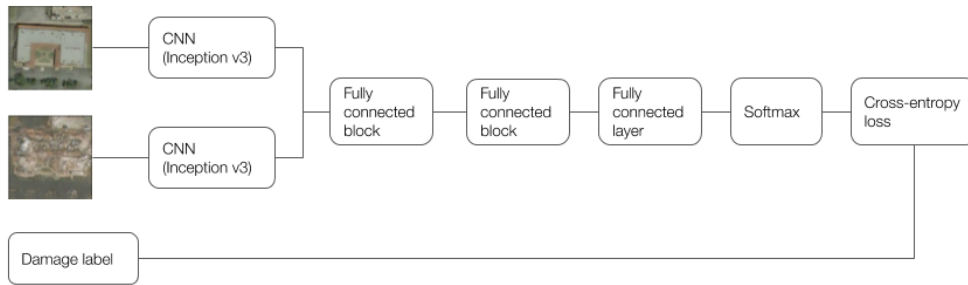 CNN
(Inception v3)
Fully
connected
block
Fully
connected
block
Fully
connected
layer
Softmax
Cross-entropy
loss
CNN
(Inception v3)
Damage label